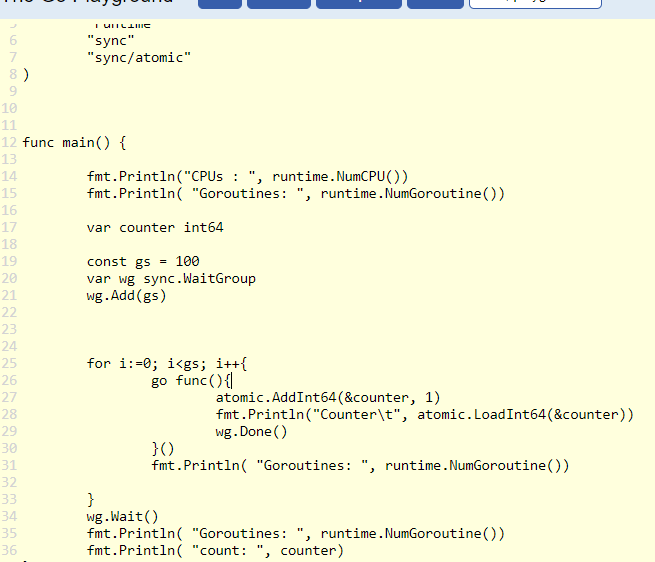 The Go Playground
5 "runtime
6 "sync"
7 "sync/atomic"
8 )
9
10
11
12 func main() {
13
14 fmt.Println("CPUs : ", runtime.NumCPU())
15 fmt.Println( "Goroutines: ", runtime.NumGoroutine())
16
17 var counter int64
18
19 const gs = 100
20 var wg sync.WaitGroup
21 wg.Add(gs)
22
23
24
25 for i:=0; i<gs; i++{
26 go func(){
27 atomic.AddInt64(&counter, 1)
28 fmt.Println("Counter\t", atomic.LoadInt64(&counter))
29 wg.Done()
30 }()
31 fmt.Println( "Goroutines: ", runtime.NumGoroutine())
32
33 }
34 wg.Wait()
35 fmt.Println( "Goroutines: ", runtime.NumGoroutine())
36 fmt.Println( "count: ", counter)